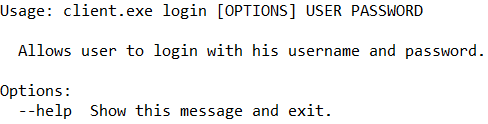 Usage: client.exe login [OPTIONS] USER PASSWORD
Allows user to login with his username and password.
Options:
--help  Show this message and exit.